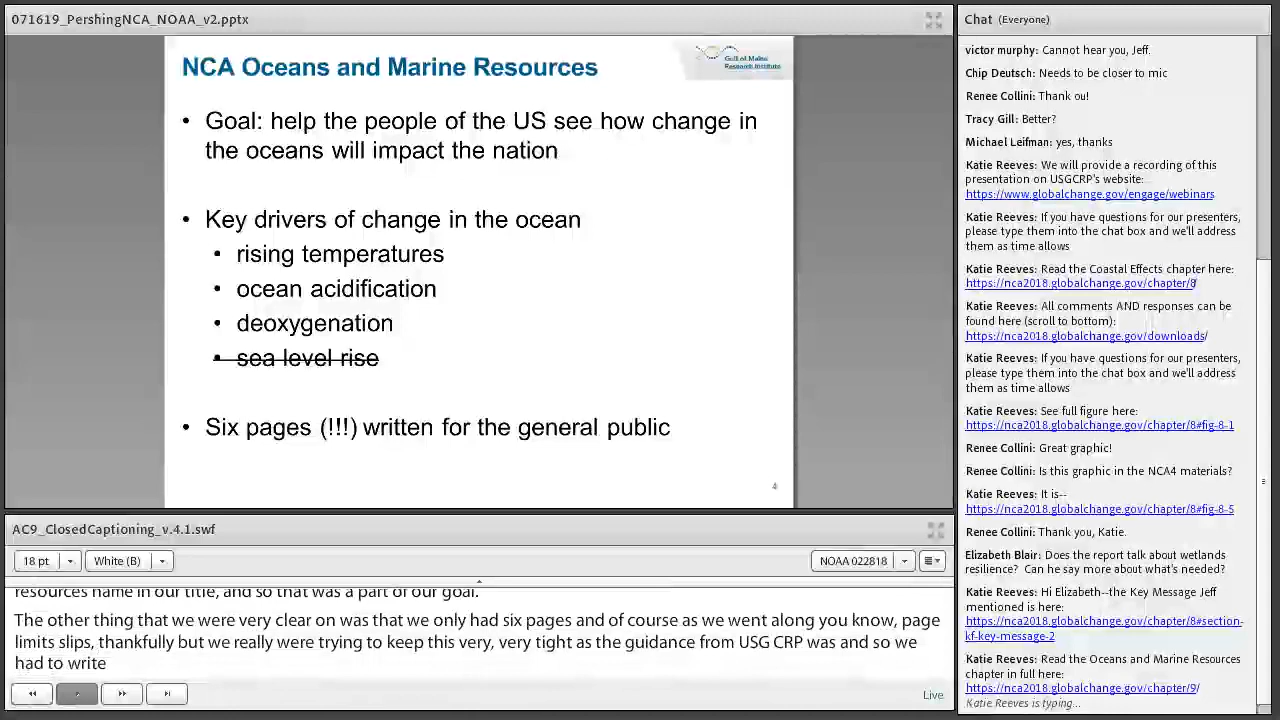 071619_PershingNCA_NOAA_v2.pptx
NCA Oceans and Marine Resources
Gulf of Maine
Research Institute
• Goal: help the people of the US see how change in
the oceans will impact the nation
• Key drivers of change in the ocean
• rising temperatures
• ocean acidification
• deoxygenation
• sea level rise
• Six pages (!!!) written for the general public
4
AC9_ClosedCaptioning_v.4.1.swf
18 pt
White (B)
NOAA 022818
resources name in our title, and so that was a part of our goal.
The other thing that we were very clear on was that we only had six pages and of course as we went along you know, page
limits slips, thankfully but we really were trying to keep this very, very tight as the guidance from USG CRP was and so we
had to write
Live
Chat (Everyone)
victor murphy: Cannot hear you, Jeff.
Chip Deutsch: Needs to be closer to mic
Renee Collini: Thank ou!
Tracy Gill: Better?
Michael Leifman: yes, thanks
Katie Reeves: We will provide a recording of this
presentation on USGCRP's website:
https://www.globalchange.gov/engage/webinars
Katie Reeves: If you have questions for our presenters,
please type them into the chat box and we'll address
them as time allows
Katie Reeves: Read the Coastal Effects chapter here:
https://nca2018.globalchange.gov/chapter/8/
Katie Reeves: All comments AND responses can be
found here (scroll to bottom):
https://nca2018.globalchange.gov/downloads/
Katie Reeves: If you have questions for our presenters,
please type them into the chat box and we'll address
them as time allows
Katie Reeves: See full figure here:
https://nca2018.globalchange.gov/chapter/8#fig-8-1
Renee Collini: Great graphic!
Renee Collini: Is this graphic in the NCA4 materials?
Katie Reeves: It is--
https://nca2018.globalchange.gov/chapter/8#fig-8-5
Renee Collini: Thank you, Katie.
Elizabeth Blair: Does the report talk about wetlands
resilience? Can he say more about what's needed?
Katie Reeves: Hi Elizabeth--the Key Message Jeff
mentioned is here:
https://nca2018.globalchange.gov/chapter/8#section-
kf-key-message-2
Katie Reeves: Read the Oceans and Marine Resources
chapter in full here:
https://nca2018.globalchange.gov/chapter/9/
Katie Reeves is typing...